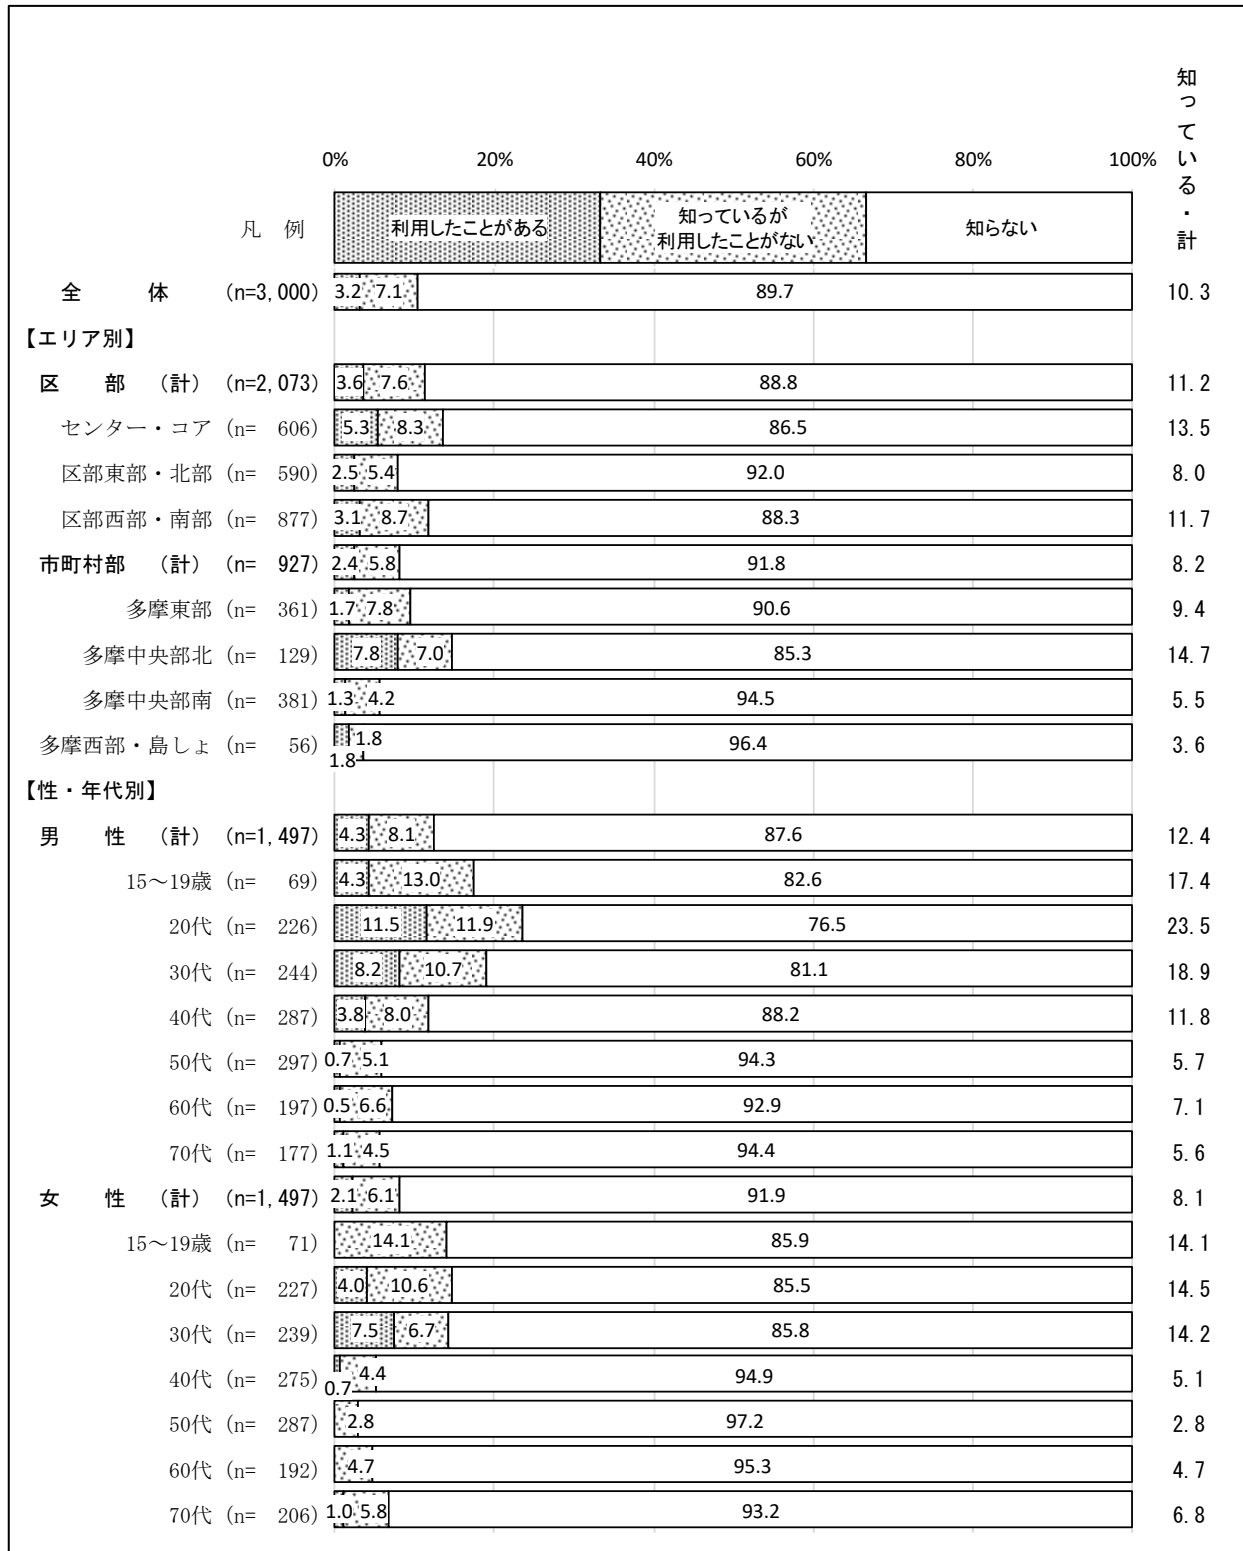 知っている・計
0% 20% 40% 60% 80% 100%
凡 例 利用したことがある 知っているが 利用したことがない 知らない
全 体 (n=3,000) 3.2 7.1 89.7 10.3
【エリア別】
区 部 (計) (n=2,073) 3.6 7.6 88.8 11.2
センター・コア (n= 606) 5.3 8.3 86.5 13.5
区部東部・北部 (n= 590) 2.5 5.4 92.0 8.0
区部西部・南部 (n= 877) 3.1 8.7 88.3 11.7
市町村部 (計) (n= 927) 2.4 5.8 91.8 8.2
多摩東部 (n= 361) 1.7 7.8 90.6 9.4
多摩中央部北 (n= 129) 7.8 7.0 85.3 14.7
多摩中央部南 (n= 381) 1.3 4.2 94.5 5.5
多摩西部・島しょ (n= 56) 1.8 1.8 96.4 3.6
【性・年代別】
男 性 (計) (n=1,497) 4.3 8.1 87.6 12.4
15～19歳 (n= 69) 4.3 13.0 82.6 17.4
20代 (n= 226) 11.5 11.9 76.5 23.5
30代 (n= 244) 8.2 10.7 81.1 18.9
40代 (n= 287) 3.8 8.0 88.2 11.8
50代 (n= 297) 0.7 5.1 94.3 5.7
60代 (n= 197) 0.5 6.6 92.9 7.1
70代 (n= 177) 1.1 4.5 94.4 5.6
女 性 (計) (n=1,497) 2.1 6.1 91.9 8.1
15～19歳 (n= 71) 14.1 85.9 14.1
20代 (n= 227) 4.0 10.6 85.5 14.5
30代 (n= 239) 7.5 6.7 85.8 14.2
40代 (n= 275) 0.7 4.4 94.9 5.1
50代 (n= 287) 2.8 97.2 2.8
60代 (n= 192) 4.7 95.3 4.7
70代 (n= 206) 1.0 5.8 93.2 6.8